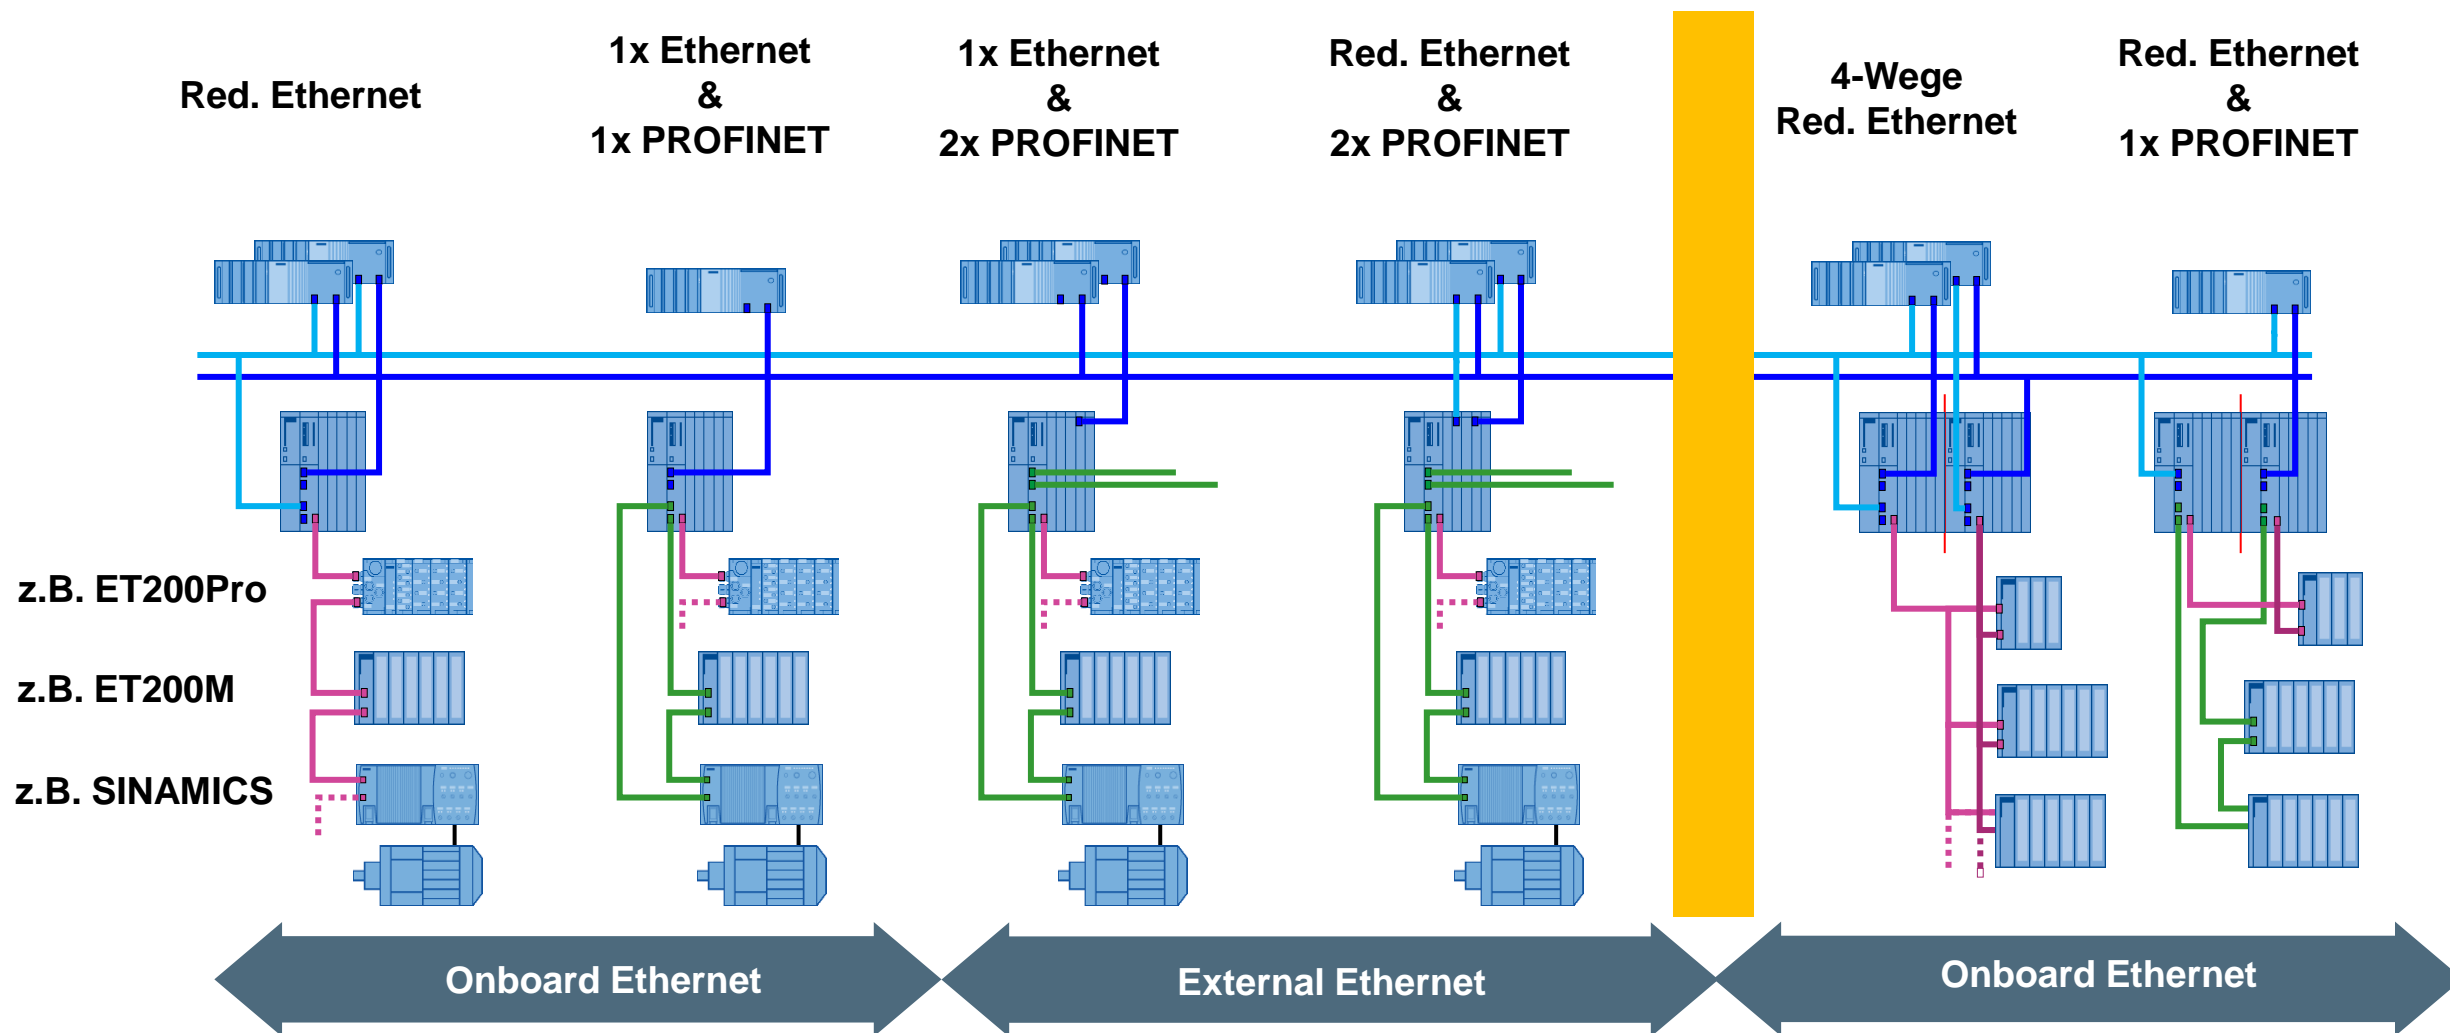 Red. Ethernet
1x Ethernet
&
1x PROFINET
1x Ethernet
&
2x PROFINET
Red. Ethernet
&
2x PROFINET
4-Wege
Red. Ethernet
Red. Ethernet
&
1x PROFINET
z.B. ET200Pro
z.B. ET200M
z.B. SINAMICS
Onboard Ethernet
External Ethernet
Onboard Ethernet